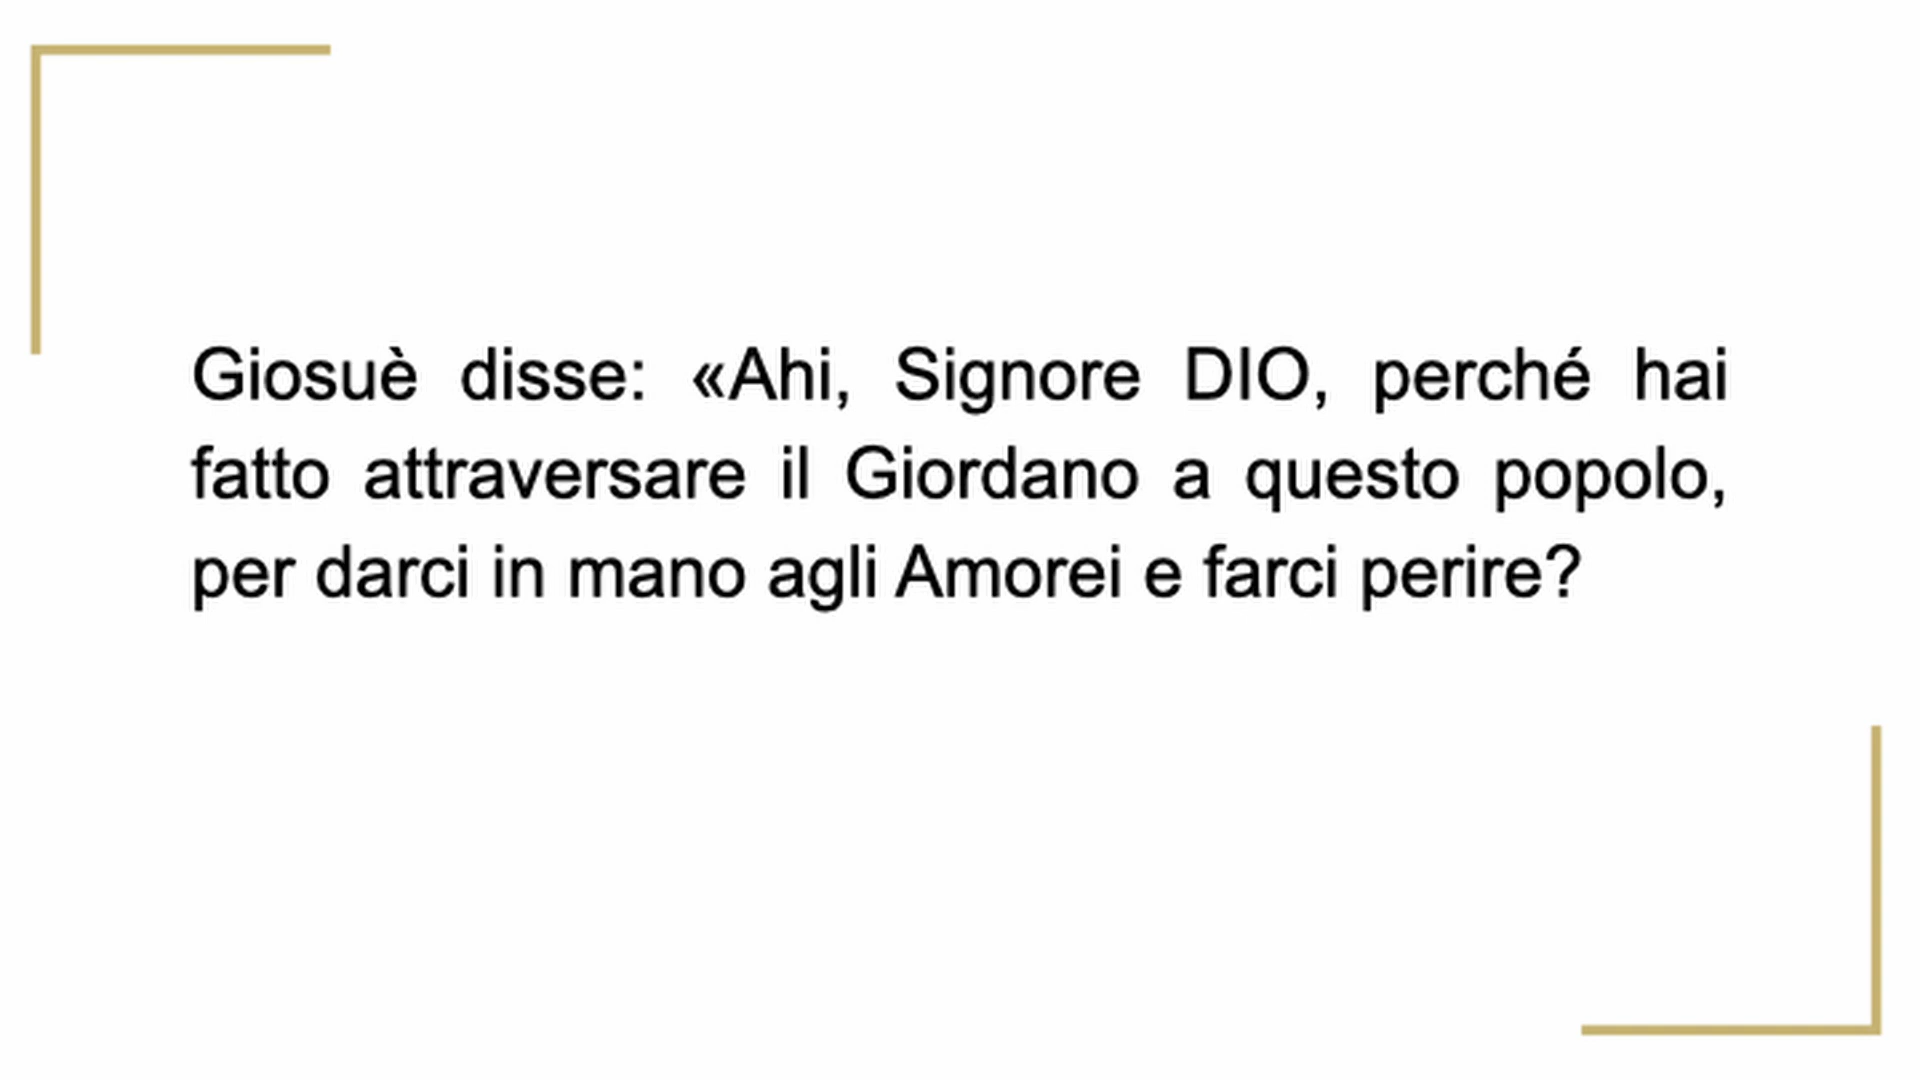 Giosuè disse: «Ahi, Signore DIO, perché hai
fatto attraversare il Giordano a questo popolo,
per darci in mano agli Amorei e farci perire?